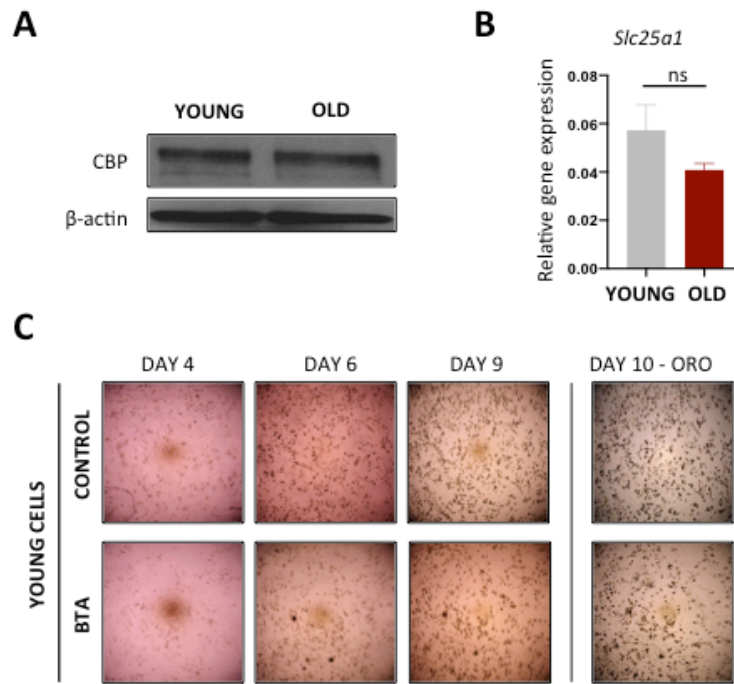 A
YOUNG OLD
CBP
β-actin
B
Slc25a1
Relative gene expression
0.08
0.06
0.04
0.02
0.00
ns
YOUNG OLD
C
DAY 4 DAY 6 DAY 9 DAY 10 - ORO
YOUNG CELLS
CONTROL
BTA